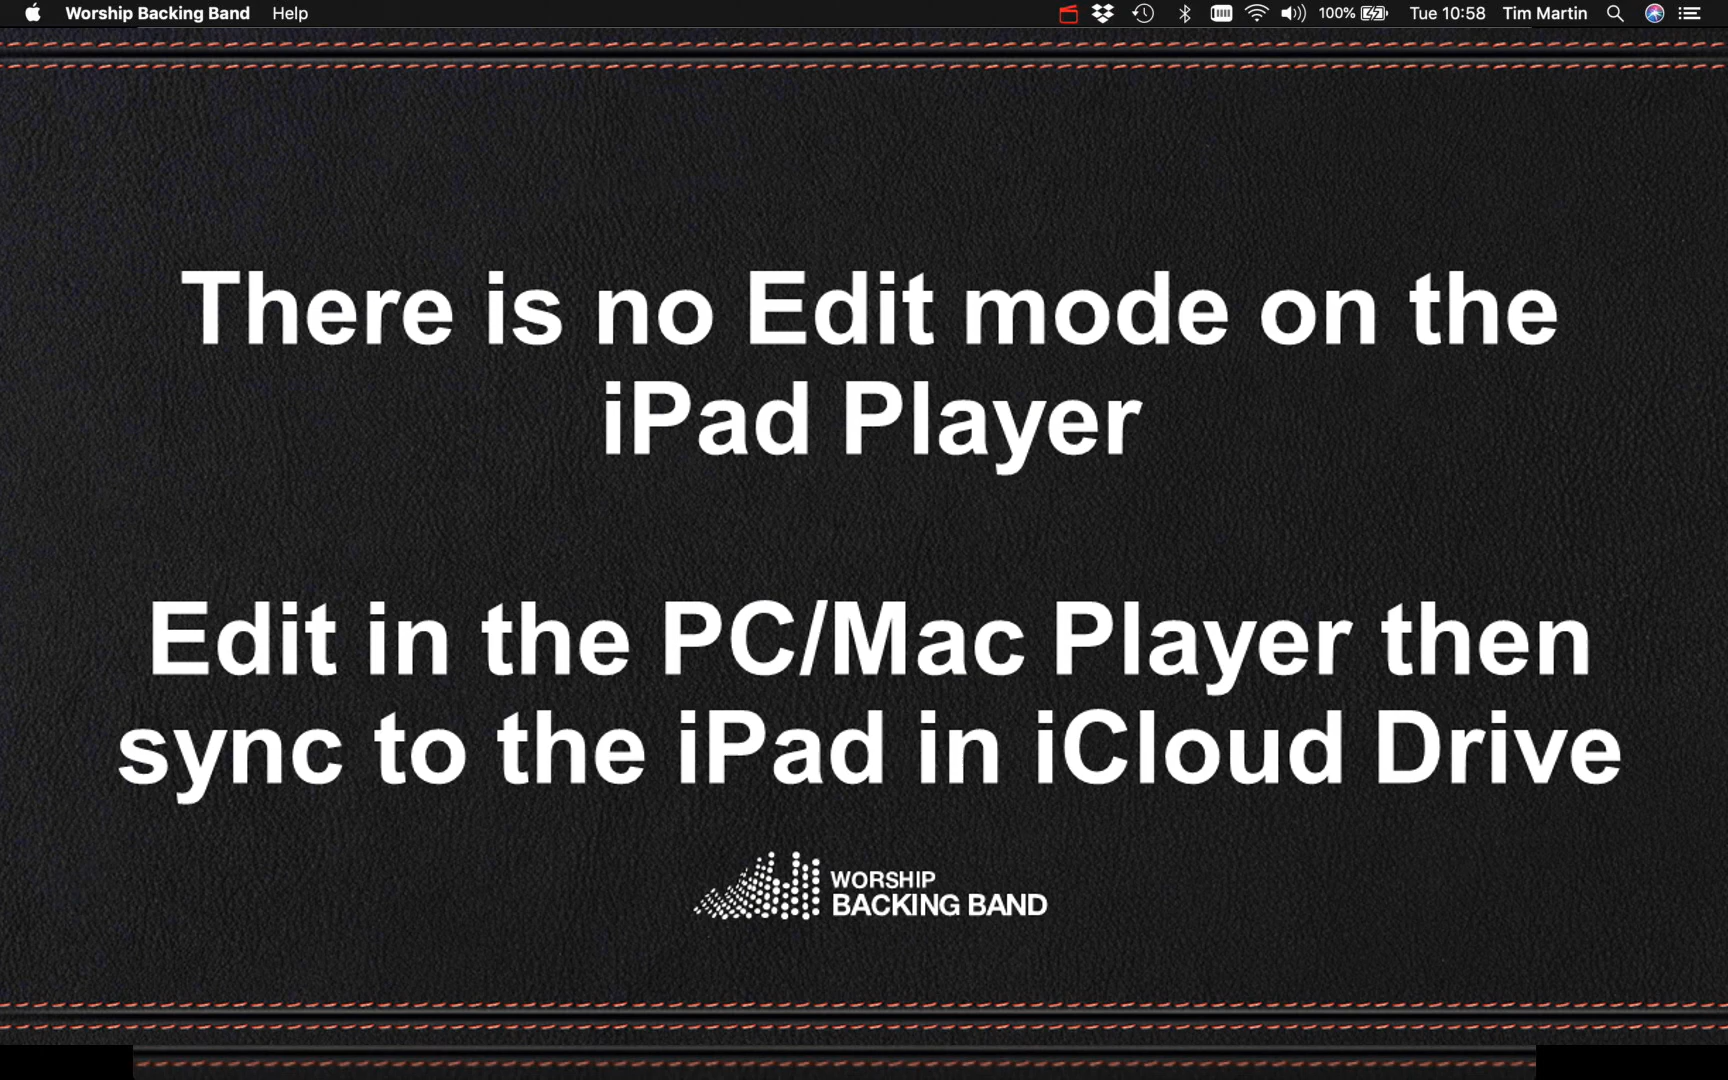 Worship Backing Band Help 100% Tue 10:58 Tim Martin
There is no Edit mode on the
iPad Player
Edit in the PC/Mac Player then
sync to the iPad in iCloud Drive
WORSHIP
BACKING BAND